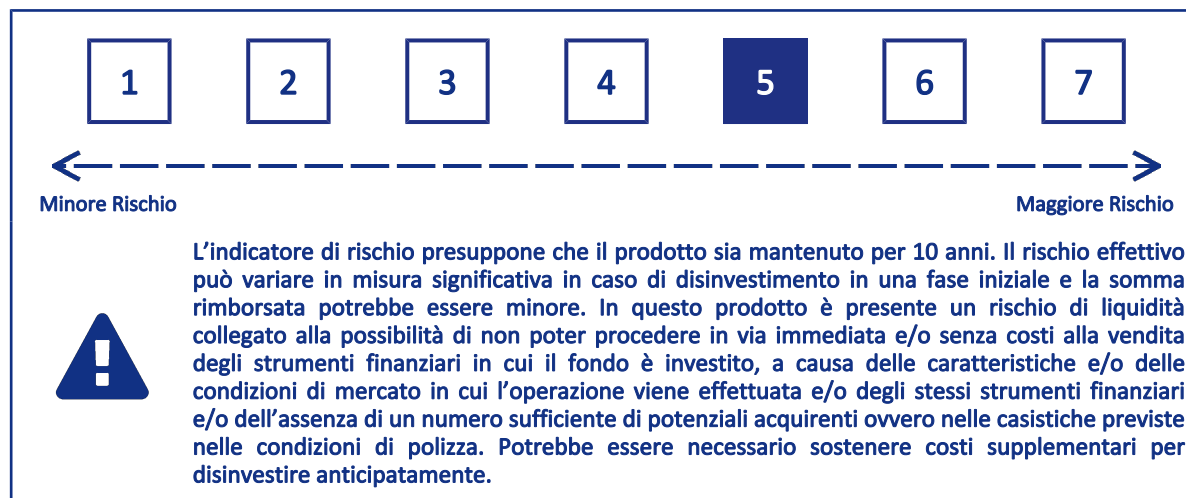 1 2 3 4 5 6 7
Minore Rischio Maggiore Rischio
L'indicatore di rischio presuppone che il prodotto sia mantenuto per 10 anni. Il rischio effettivo
può variare in misura significativa in caso di disinvestimento in una fase iniziale e la somma
rimborsata potrebbe essere minore. In questo prodotto è presente un rischio di liquidità
collegato alla possibilità di non poter procedere in via immediata e/o senza costi alla vendita
degli strumenti finanziari in cui il fondo è investito, a causa delle caratteristiche e/o delle
condizioni di mercato in cui l'operazione viene effettuata e/o degli stessi strumenti finanziari
e/o dell'assenza di un numero sufficiente di potenziali acquirenti ovvero nelle casistiche previste
nelle condizioni di polizza. Potrebbe essere necessario sostenere costi supplementari per
disinvestire anticipatamente.